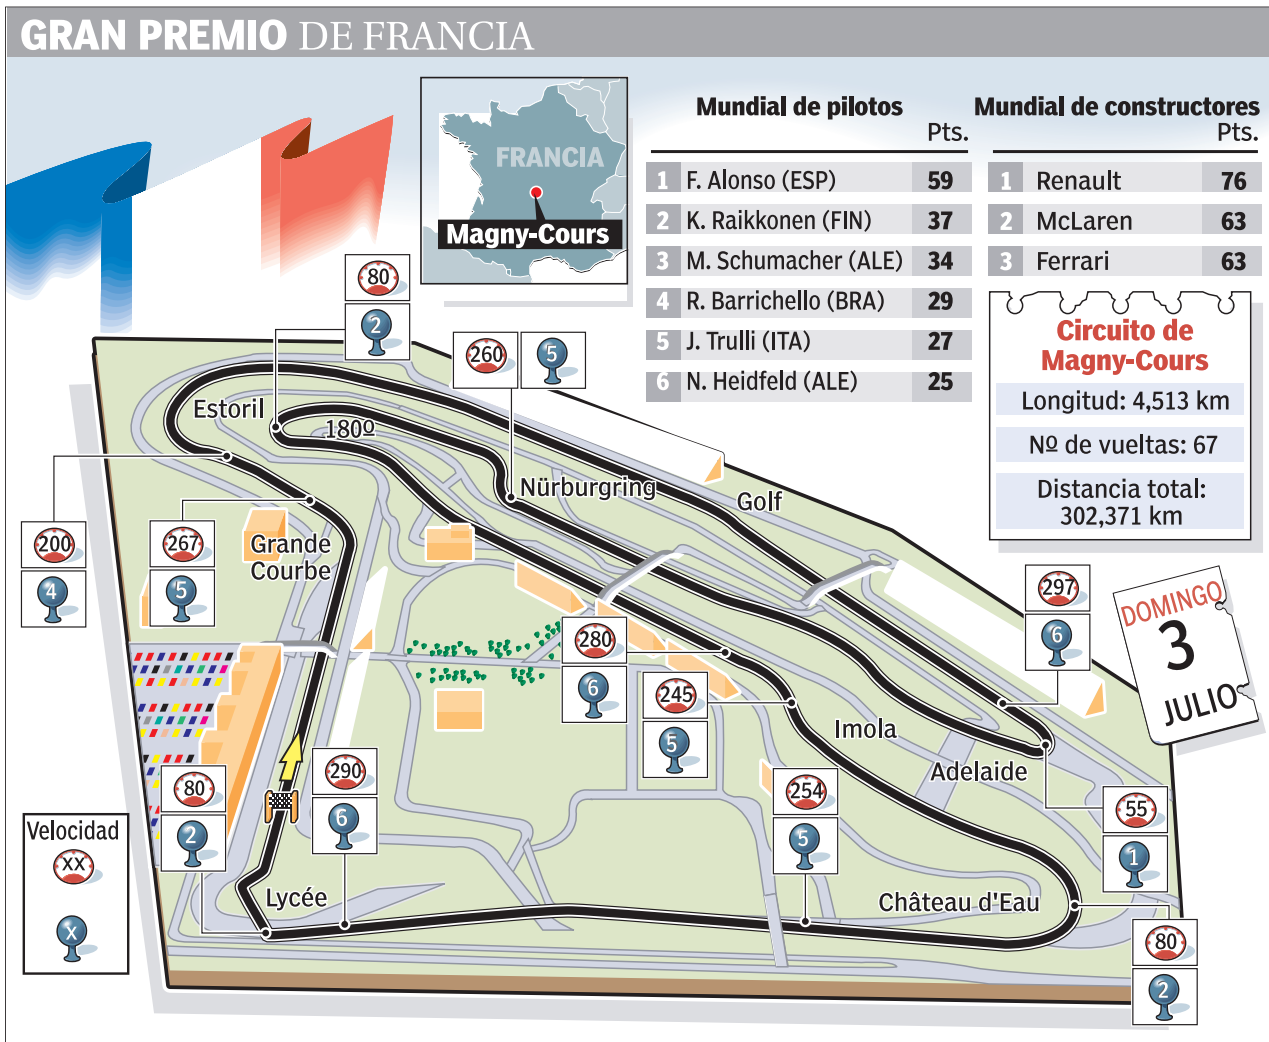 GRAN PREMIO DE FRANCIA
FRANCIA
Magny-Cours
Mundial de pilotos
Pts.
1 F. Alonso (ESP) 59
2 K. Raikkonen (FIN) 37
3 M. Schumacher (ALE) 34
4 R. Barrichello (BRA) 29
5 J. Trulli (ITA) 27
6 N. Heidfeld (ALE) 25
Mundial de constructores
Pts.
1 Renault 76
2 McLaren 63
3 Ferrari 63
Circuito de
Magny-Cours
Longitud: 4,513 km
Nº de vueltas: 67
Distancia total:
302,371 km
DOMINGO
3
JULIO
80
2
260
5
Estoril
180º
Nürburgring
Golf
200
4
267
5
Grande
Courbe
297
6
280
6
245
5
Imola
Adelaide
80
2
290
6
254
5
55
1
Lycée
Château d'Eau
80
2
Velocidad
XX
X